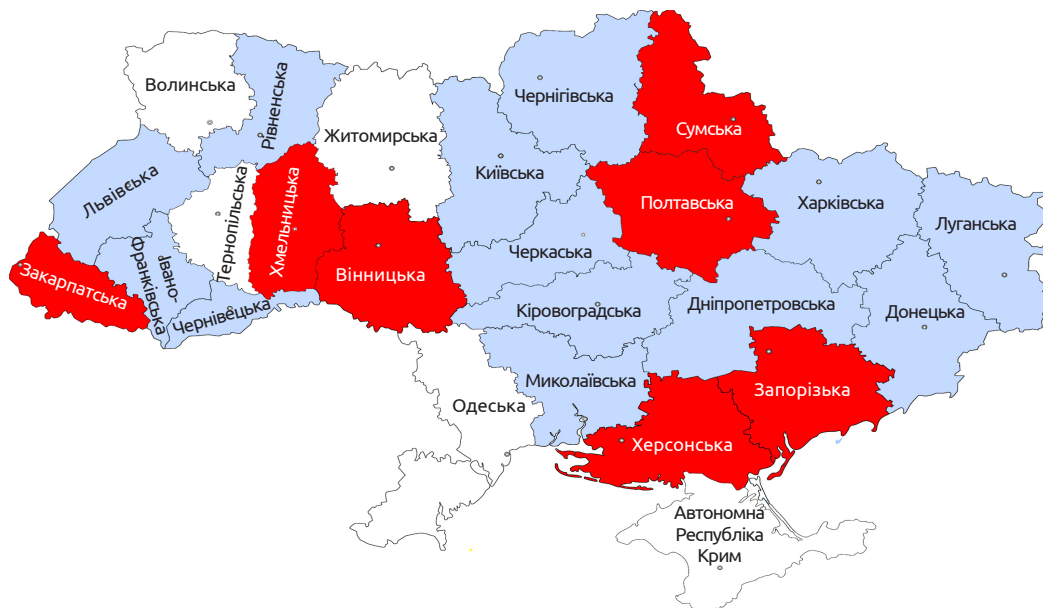 Волинська
Рівненська
Житомирська
Чернігівська
Сумська
Київська
Львівська
Тернопільська
Хмельницька
Полтавська
Харківська
Луганська
Закарпатська
Івано-
Франківська
Чернівецька
Вінницька
Черкаська
Кіровоградська
Дніпропетровська
Донецька
Миколаївська
Одеська
Запорізька
Херсонська
Автономна
Республіка
Крим